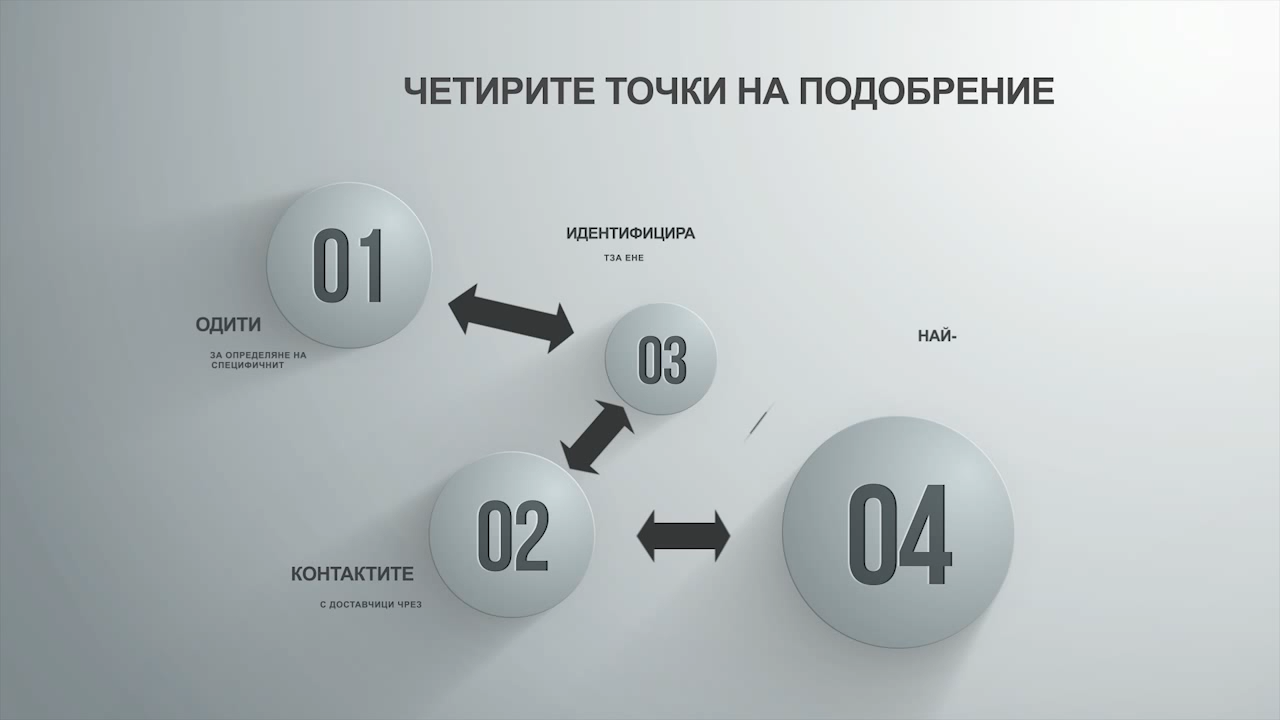 ЧЕТИРИТЕ ТОЧКИ НА ПОДОБРЕНИЕ
01
ОДИТИ
ЗА ОПРЕДЕЛЯНЕ НА
СПЕЦИФИЧНИТ
ИДЕНТИФИЦИРА
ТЗА ЕНЕ
03
НАЙ-
02
КОНТАКТИТЕ
С ДОСТАВЧИЦИ ЧРЕЗ
04